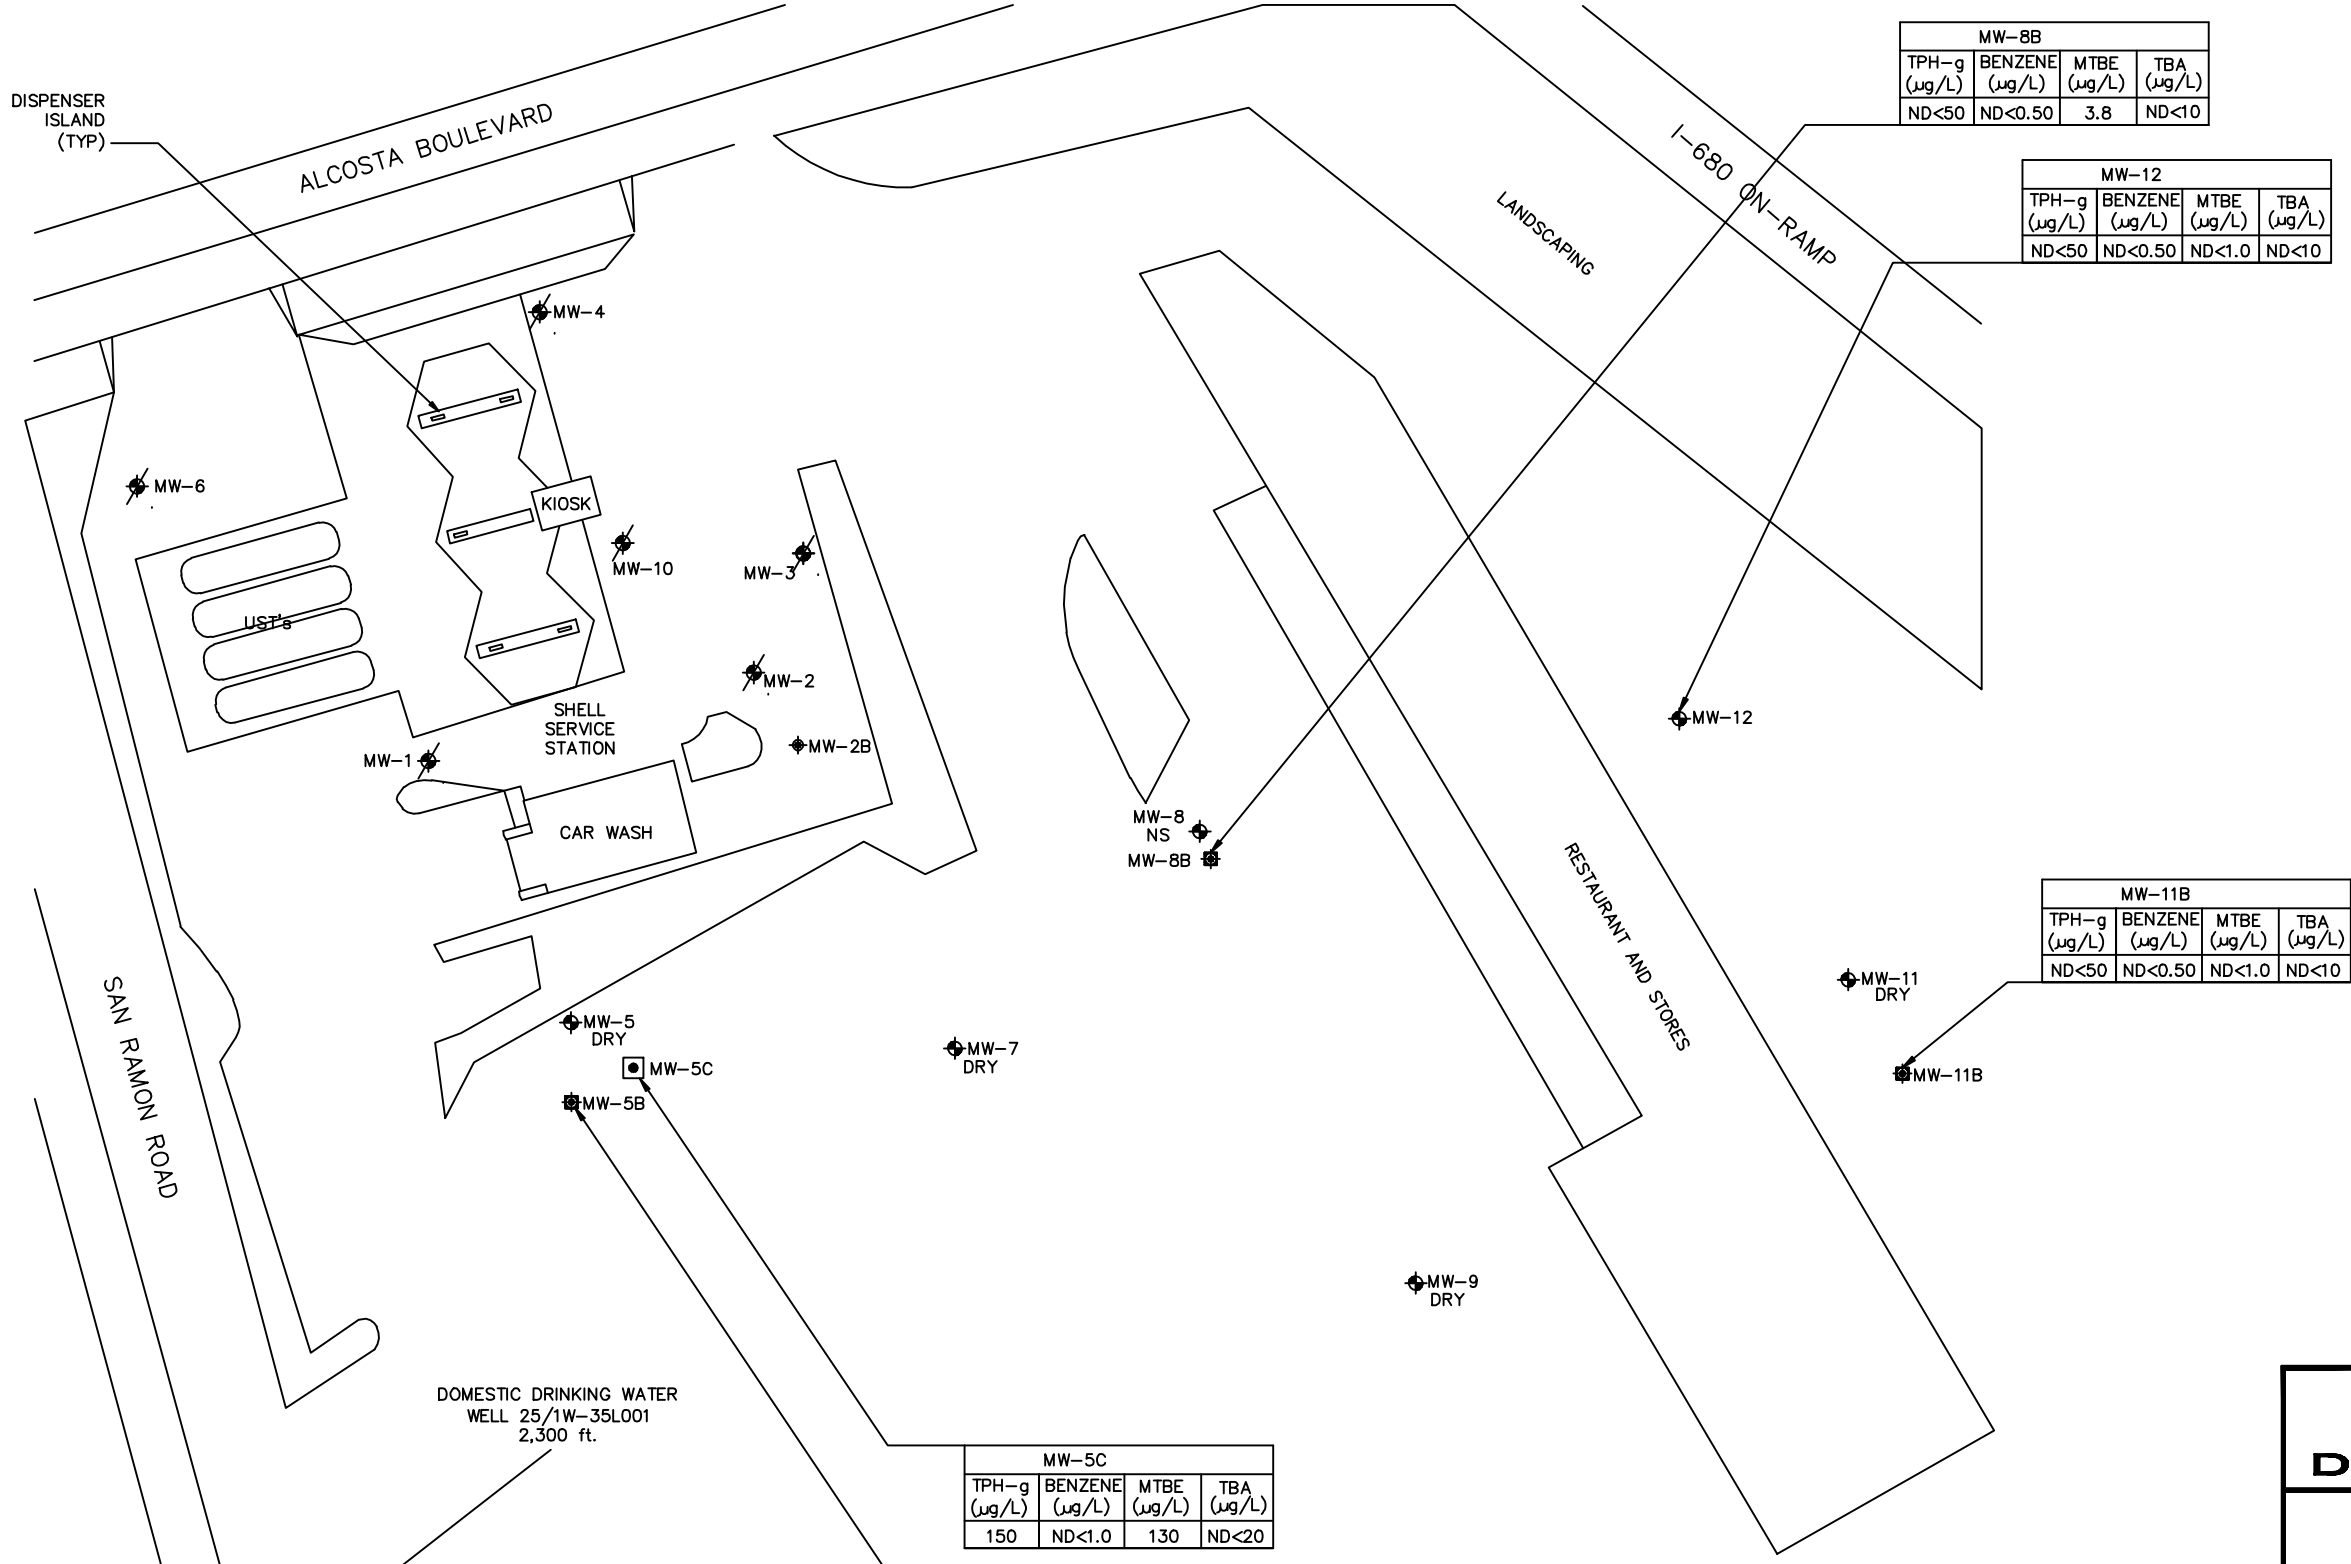 MW-8B
TPH-g (µg/L) BENZENE (µg/L) MTBE (µg/L) TBA (µg/L)
ND<50 ND<0.50 3.8 ND<10
DISPENSER
ISLAND
(TYP)
ALCOSTA BOULEVARD
I-680 ON-RAMP
MW-12
TPH-g (µg/L) BENZENE (µg/L) MTBE (µg/L) TBA (µg/L)
ND<50 ND<0.50 ND<1.0 ND<10
LANDSCAPING
MW-4
MW-6
KIOSK
MW-10
MW-3
UST's
MW-2
SHELL
SERVICE
STATION
MW-2B
MW-1
MW-12
CAR WASH
MW-8
NS
MW-8B
RESTAURANT AND STORES
MW-11B
TPH-g (µg/L) BENZENE (µg/L) MTBE (µg/L) TBA (µg/L)
ND<50 ND<0.50 ND<1.0 ND<10
MW-11
DRY
SAN RAMON ROAD
MW-5
DRY
MW-7
DRY
MW-5C
MW-11B
MW-5B
MW-9
DRY
DOMESTIC DRINKING WATER
WELL 25/1W-35L001
2,300 ft.
MW-5C
TPH-g (µg/L) BENZENE (µg/L) MTBE (µg/L) TBA (µg/L)
150 ND<1.0 130 ND<20
D